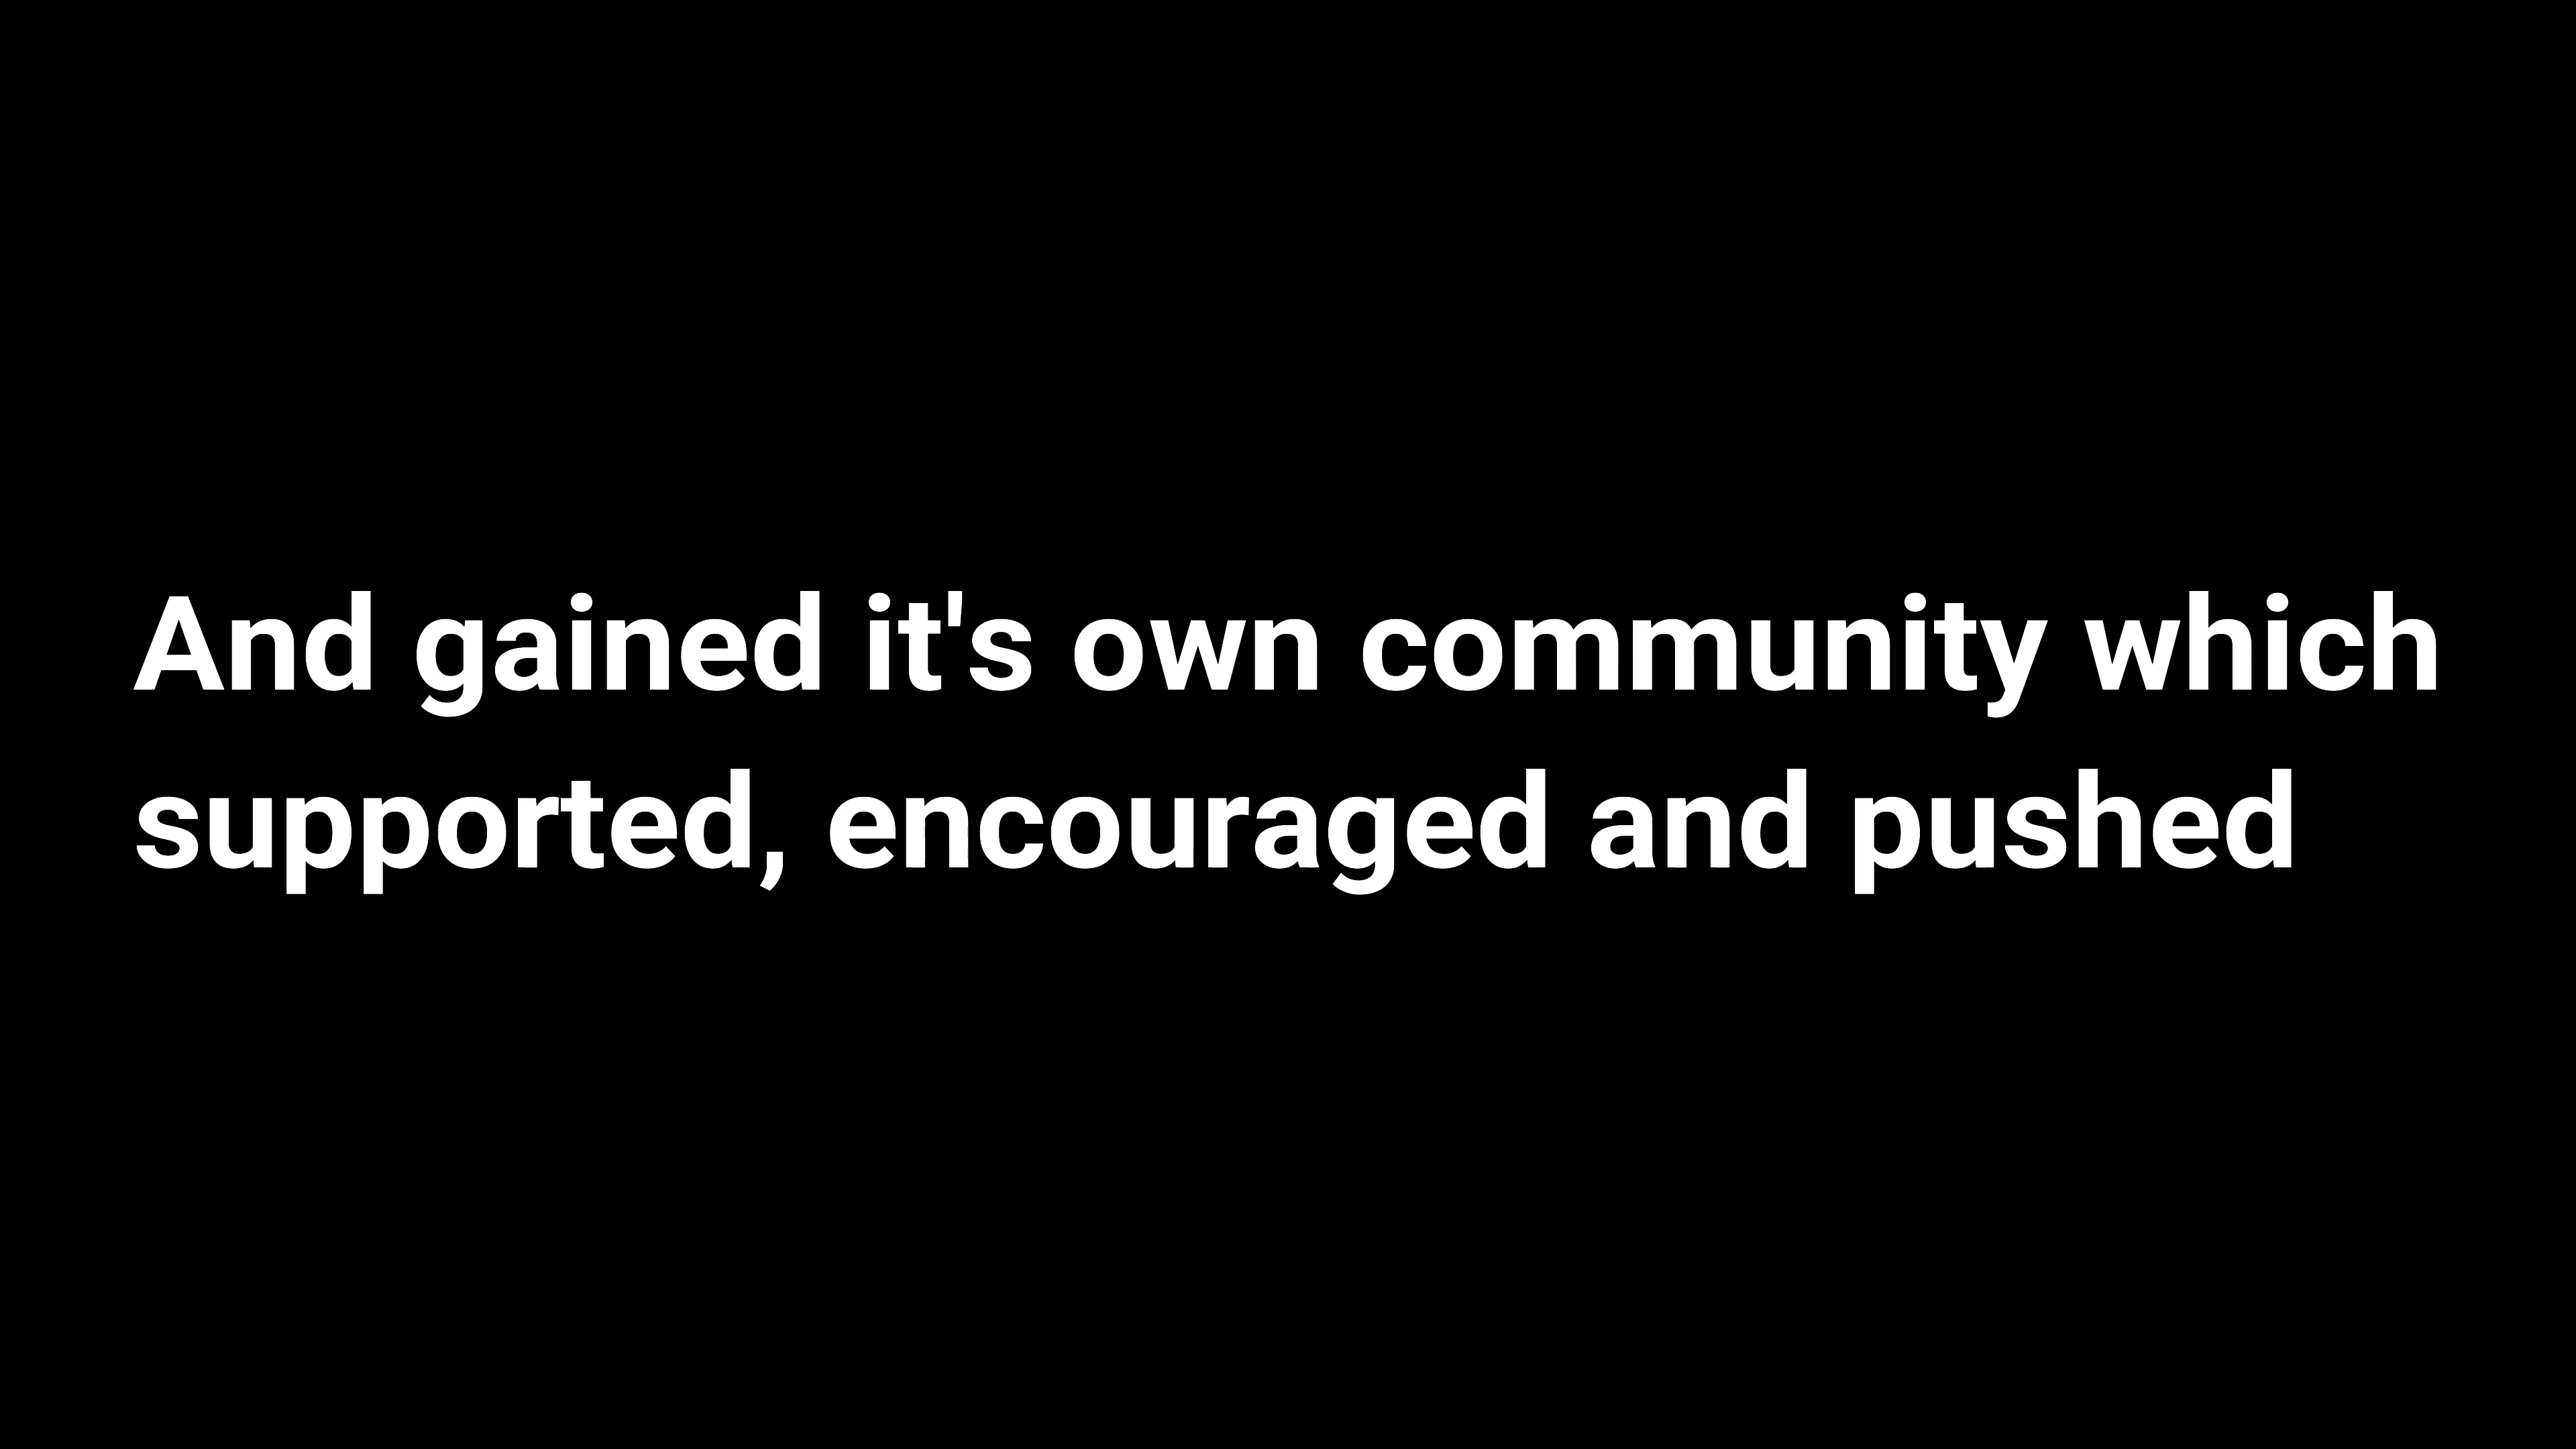 And gained it's own community which
supported, encouraged and pushed